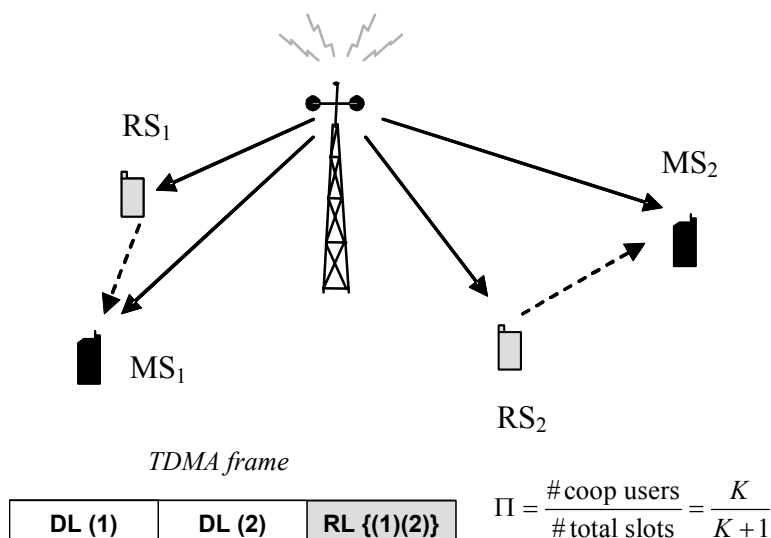 RS₁
MS₂
MS₁
RS₂
TDMA frame
DL (1) DL (2) RL {(1)(2)}
Π = # coop users / # total slots = K / K + 1